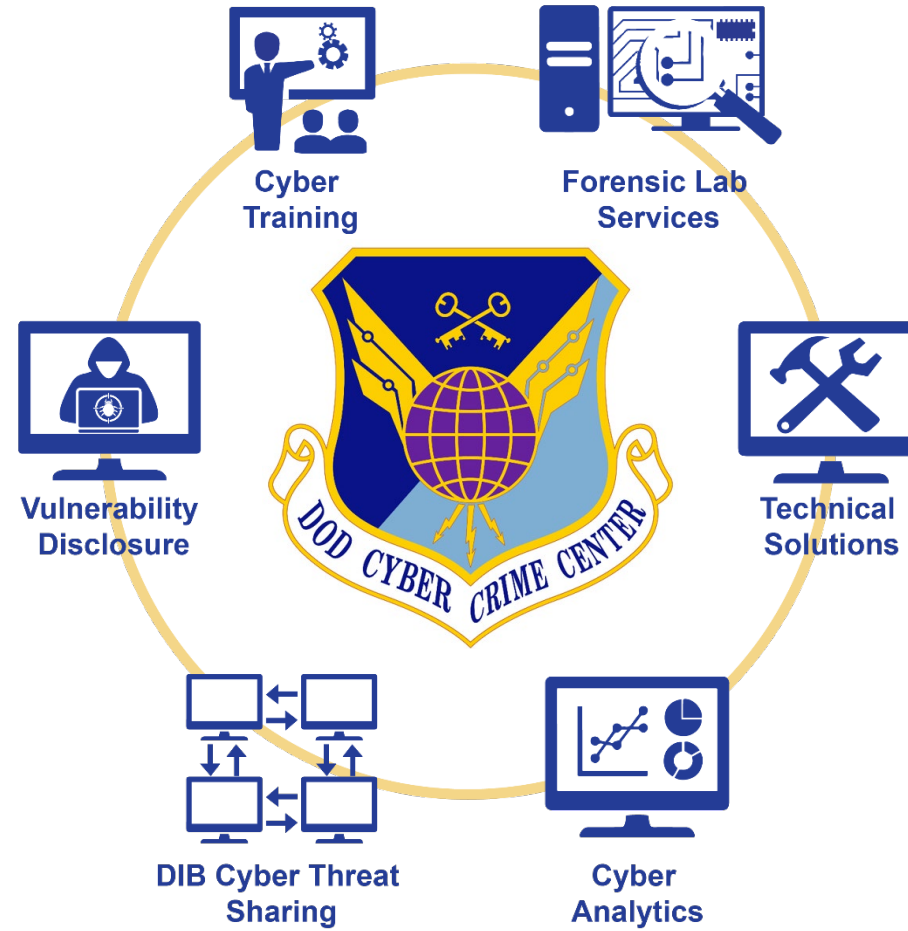 Cyber
Training
Forensic Lab
Services
Vulnerability
Disclosure
DOD CYBER CRIME CENTER
Technical
Solutions
DIB Cyber Threat
Sharing
Cyber
Analytics